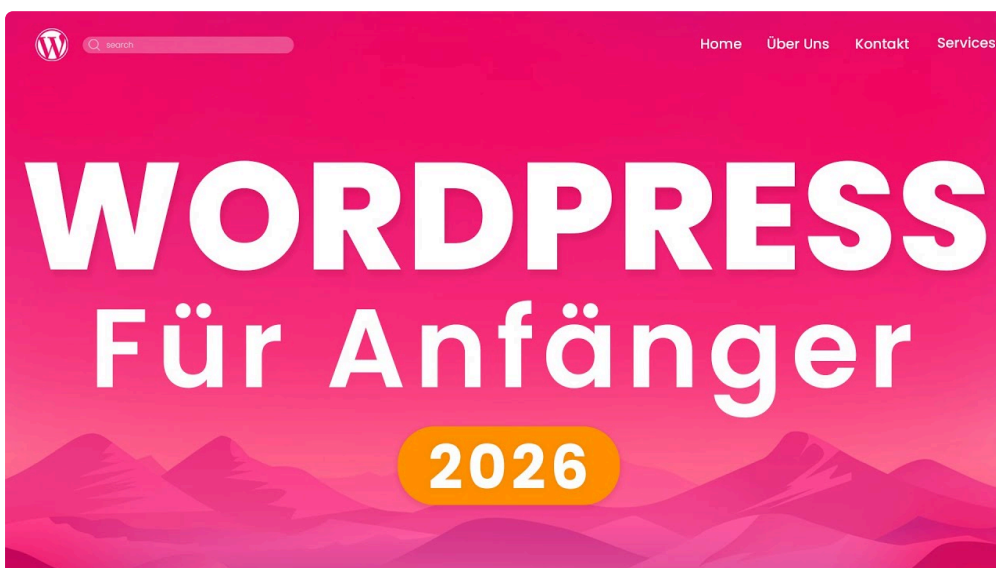 search
Home Über Uns Kontakt Services
WORDPRESS
Für Anfänger
2026